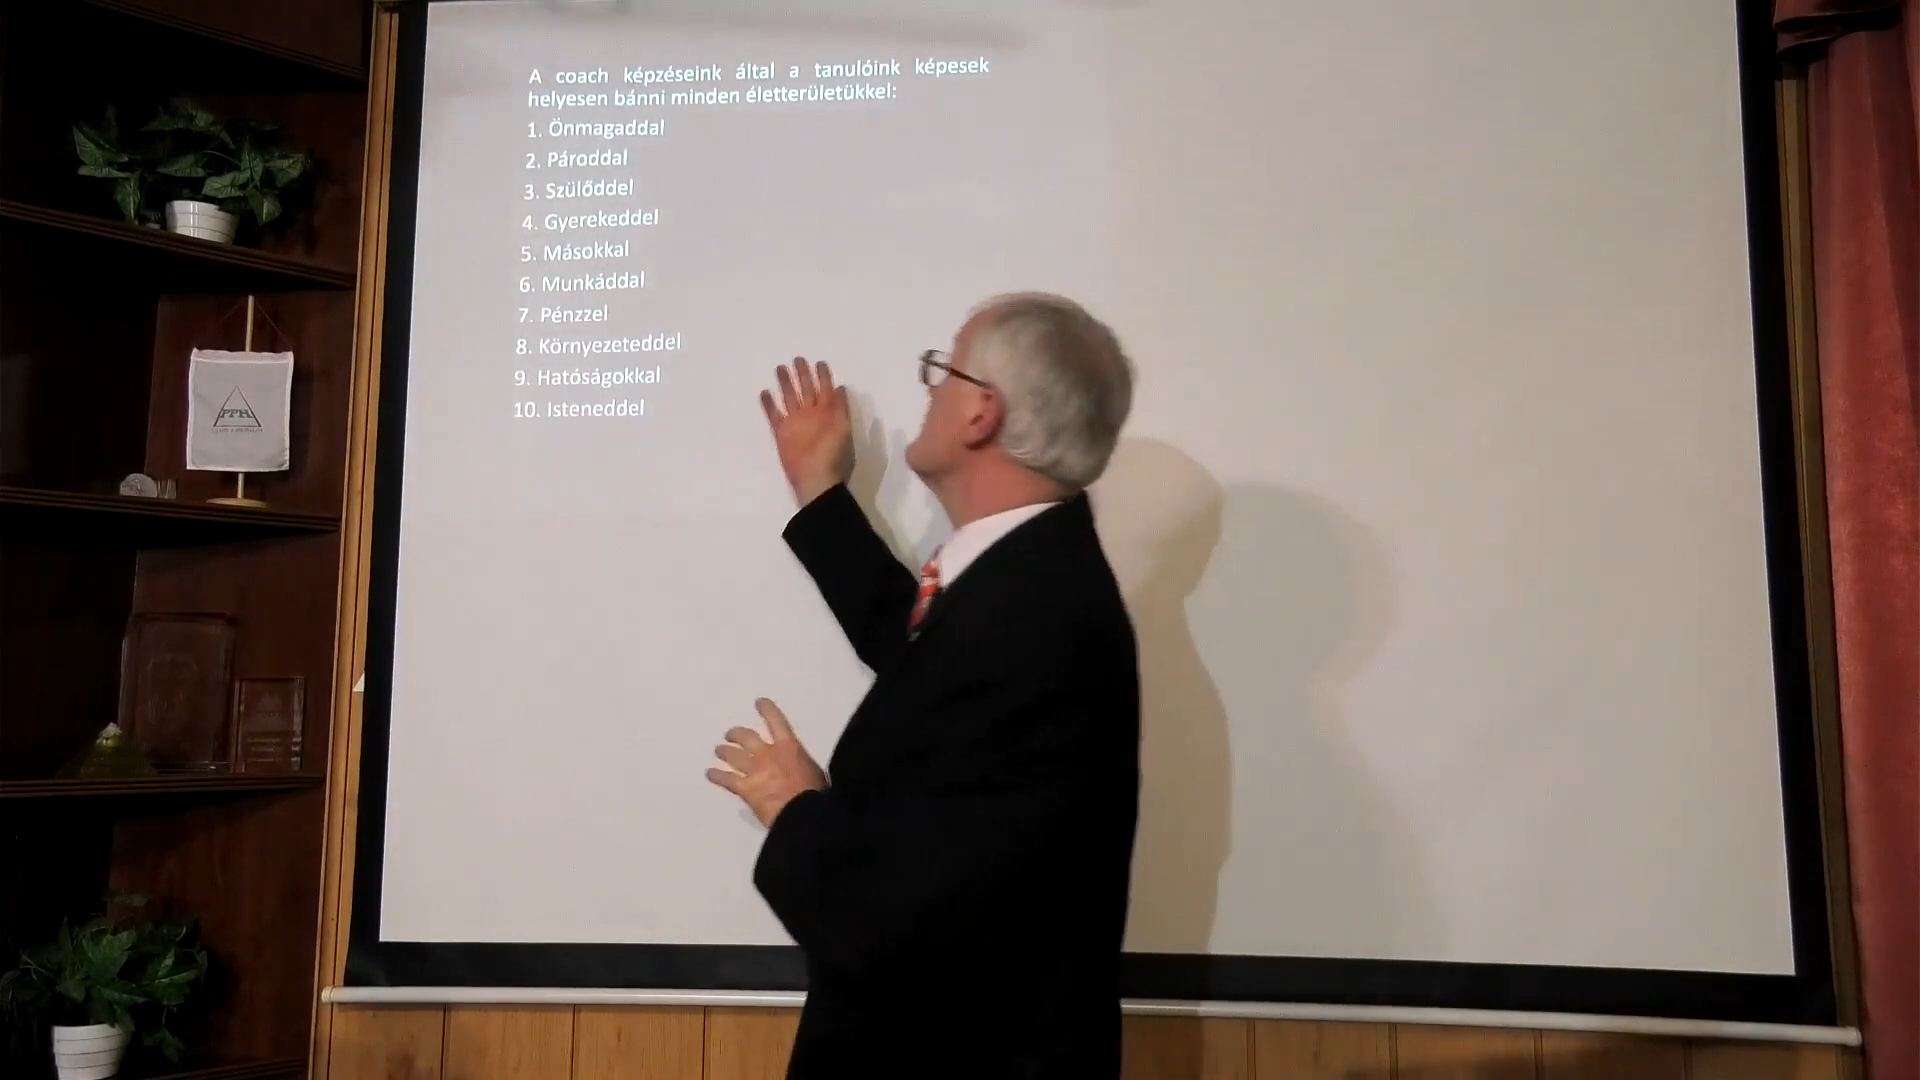 A coach képzéseink által a tanulóink képesek
helyesen bánni minden életterületükkel:
1. Önmagaddal
2. Pároddal
3. Szülőddel
4. Gyerekeddel
5. Másokkal
6. Munkáddal
7. Pénzzel
8. Környezeteddel
9. Hatóságokkal
10. Isteneddel
PPH